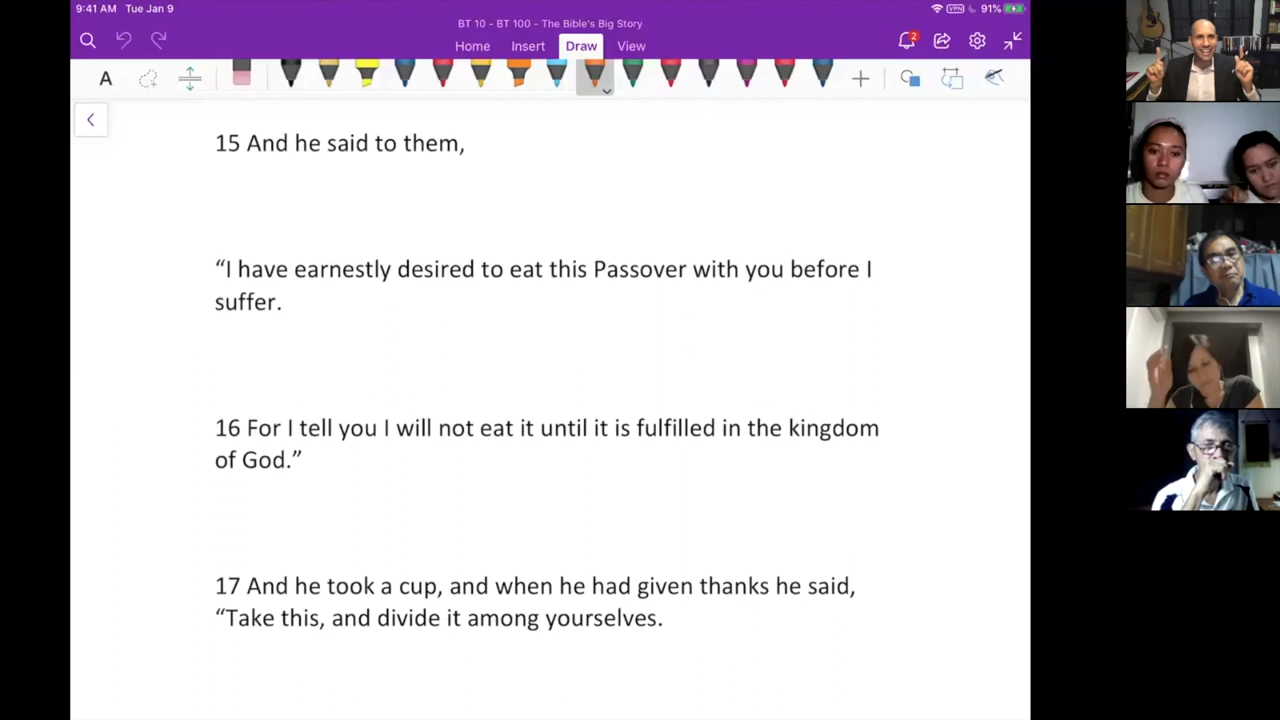 9:41 AM Tue Jan 9
VPN 91%
BT 10 - BT 100 - The Bible's Big Story
Home Insert Draw View
2
A
15 And he said to them,
“I have earnestly desired to eat this Passover with you before I
suffer.
16 For I tell you I will not eat it until it is fulfilled in the kingdom
of God.”
17 And he took a cup, and when he had given thanks he said,
“Take this, and divide it among yourselves.